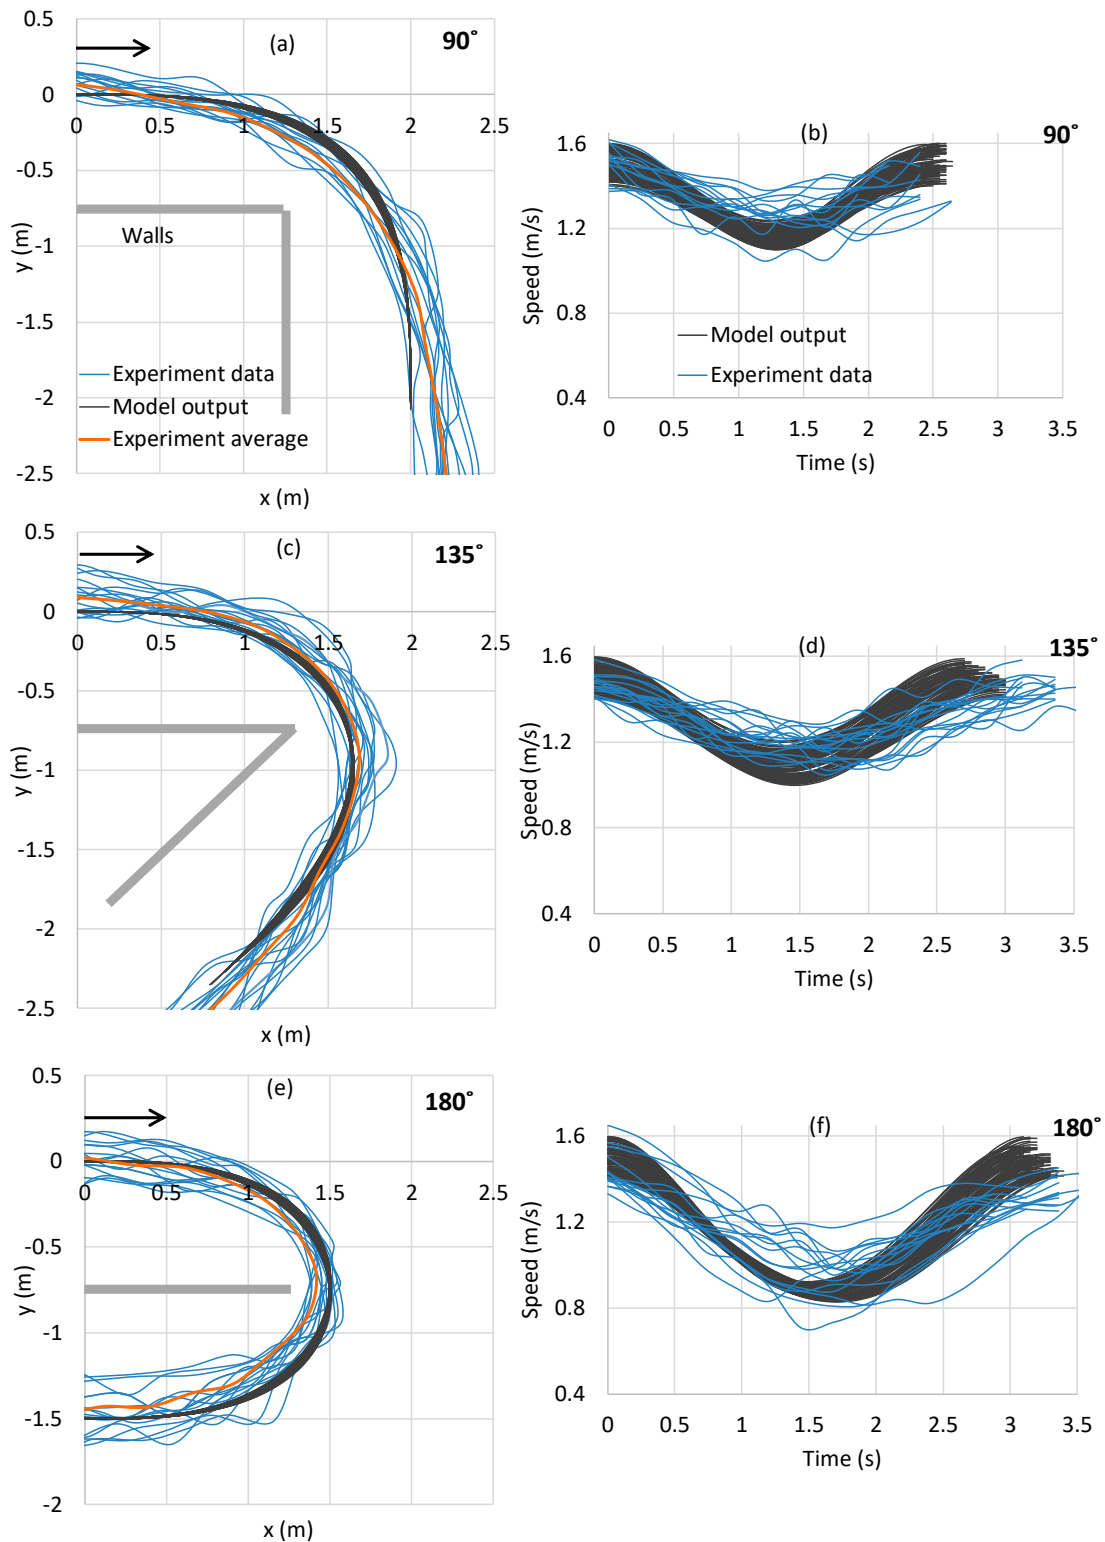 0.5
(a)
90°
0
0 0.5 1 1.5 2 2.5
-0.5
-1
-1.5
-2
-2.5
y (m)
Walls
Experiment data
Model output
Experiment average
x (m)
(b)
90°
1.6
1.2
0.8
0.4
Speed (m/s)
Model output
Experiment data
0 0.5 1 1.5 2 2.5 3 3.5
Time (s)
0.5
(c)
135°
0
0 0.5 1 1.5 2 2.5
-0.5
-1
-1.5
-2
-2.5
y (m)
x (m)
(d)
135°
1.6
1.2
0.8
0.4
Speed (m/s)
0 0.5 1 1.5 2 2.5 3 3.5
Time (s)
0.5
(e)
180°
0
0 0.5 1 1.5 2 2.5
-0.5
-1
-1.5
-2
y (m)
x (m)
(f)
180°
1.6
1.2
0.8
0.4
Speed (m/s)
0 0.5 1 1.5 2 2.5 3 3.5
Time (s)